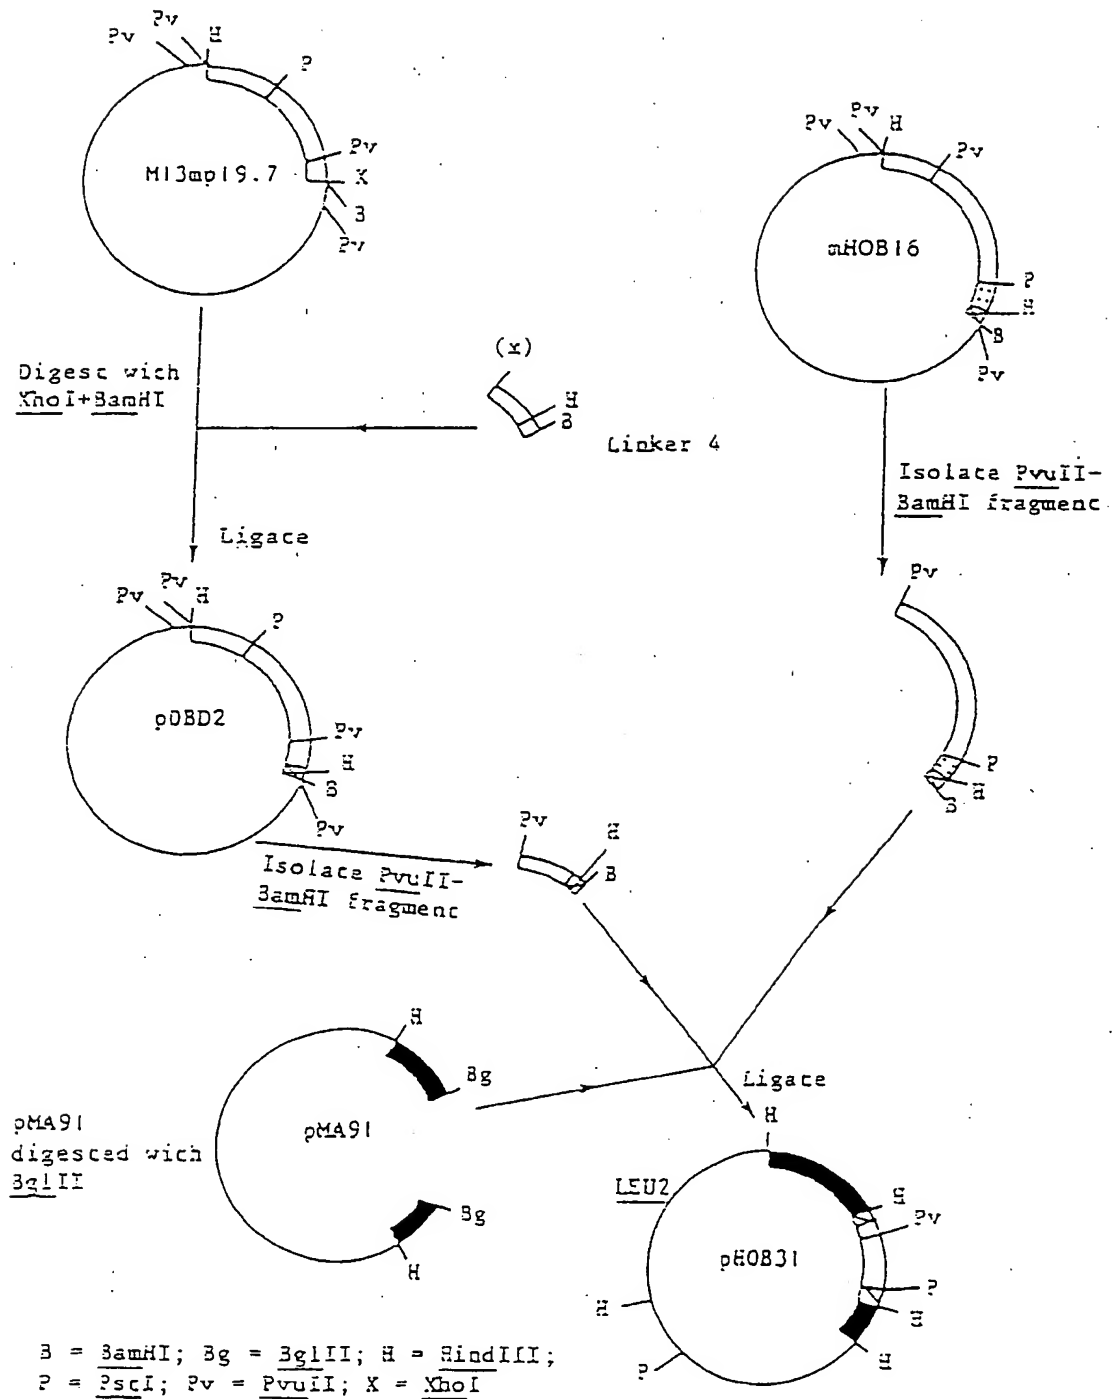 Pv
Pv
H
P
Pv
X
B
Pv
M13mp19.7
Pv
Pv
H
Pv
P
H
B
Pv
mHOB16
Digest with
XhoI+BamHI
(x)
H
B
Linker 4
Isolate PvuII-
BamHI fragment
Ligate
Pv
Pv
H
P
Pv
H
B
Pv
pOBD2
Pv
P
H
B
Isolate PvuII-
BamHI fragment
Pv
H
B
pMA91
digested with
BglII
H
Bg
pMA91
Bg
H
Ligate
H
LEU2
H
Pv
pHOB31
P
H
H
H
P
B = BamHI; Bg = BglII; H = HindIII;
P = PstI; Pv = PvuII; X = XhoI